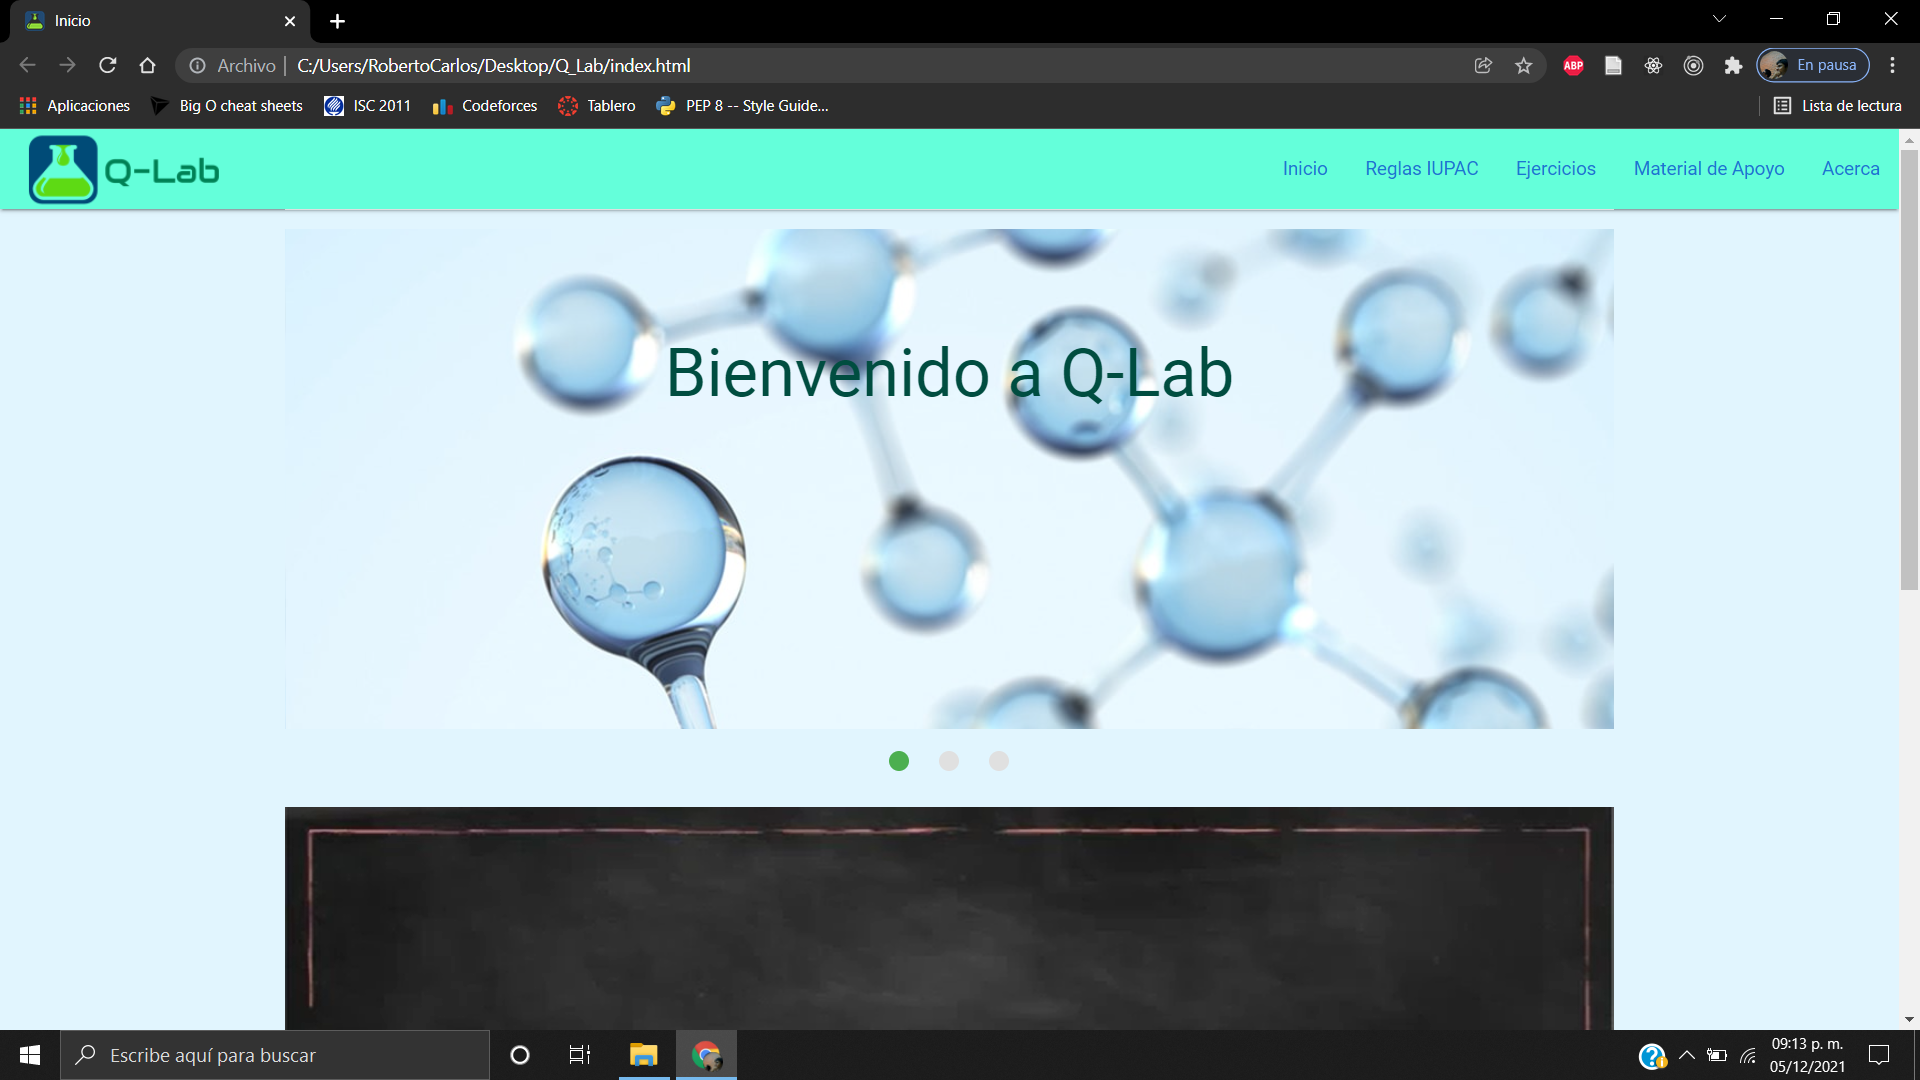 Inicio
Archivo C:/Users/RobertoCarlos/Desktop/Q_Lab/index.html ABP En pausa
Aplicaciones Big O cheat sheets ISC 2011 Codeforces Tablero PEP 8 -- Style Guide... Lista de lectura
Q-Lab Inicio Reglas IUPAC Ejercicios Material de Apoyo Acerca
Bienvenido a Q-Lab
Escribe aquí para buscar
09:13 p. m.
05/12/2021